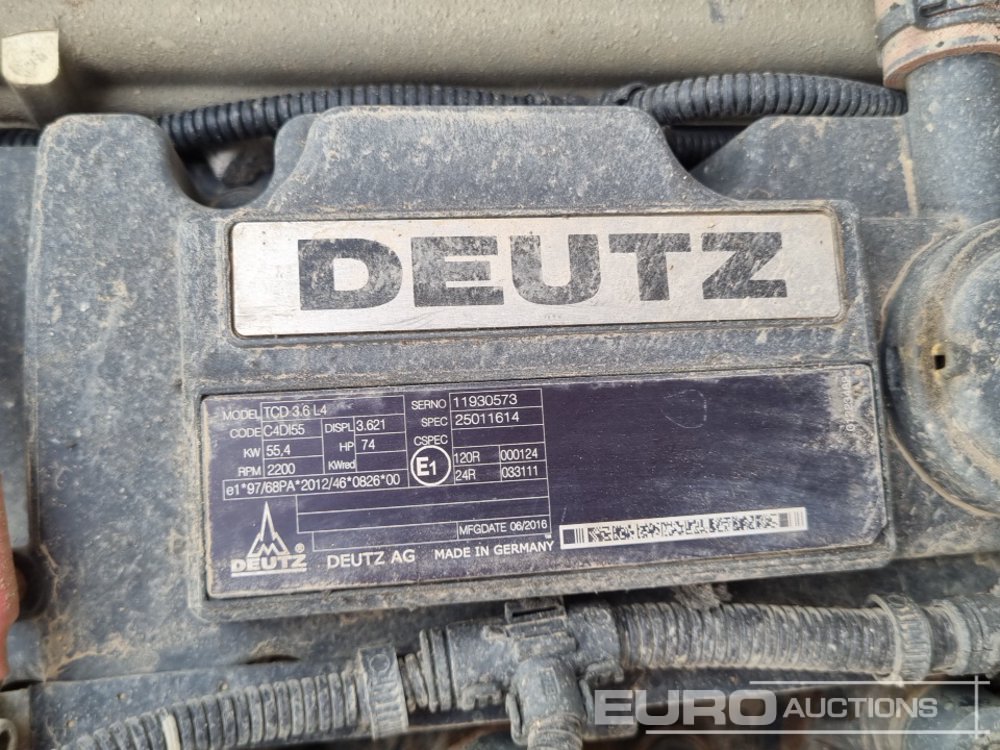 DEUTZ
MODEL TCD 3.6 L4
CODE C4DI55 DISPL 3.621
KW 55,4 HP 74
RPM 2200 KWred
SERNO 11930573
SPEC 25011614
CSPEC
E1 120R 000124
24R 033111
e1*97/68PA*2012/46*0826*00
MFGDATE 06/2016
DEUTZ ® DEUTZ AG MADE IN GERMANY
EURO AUCTIONS